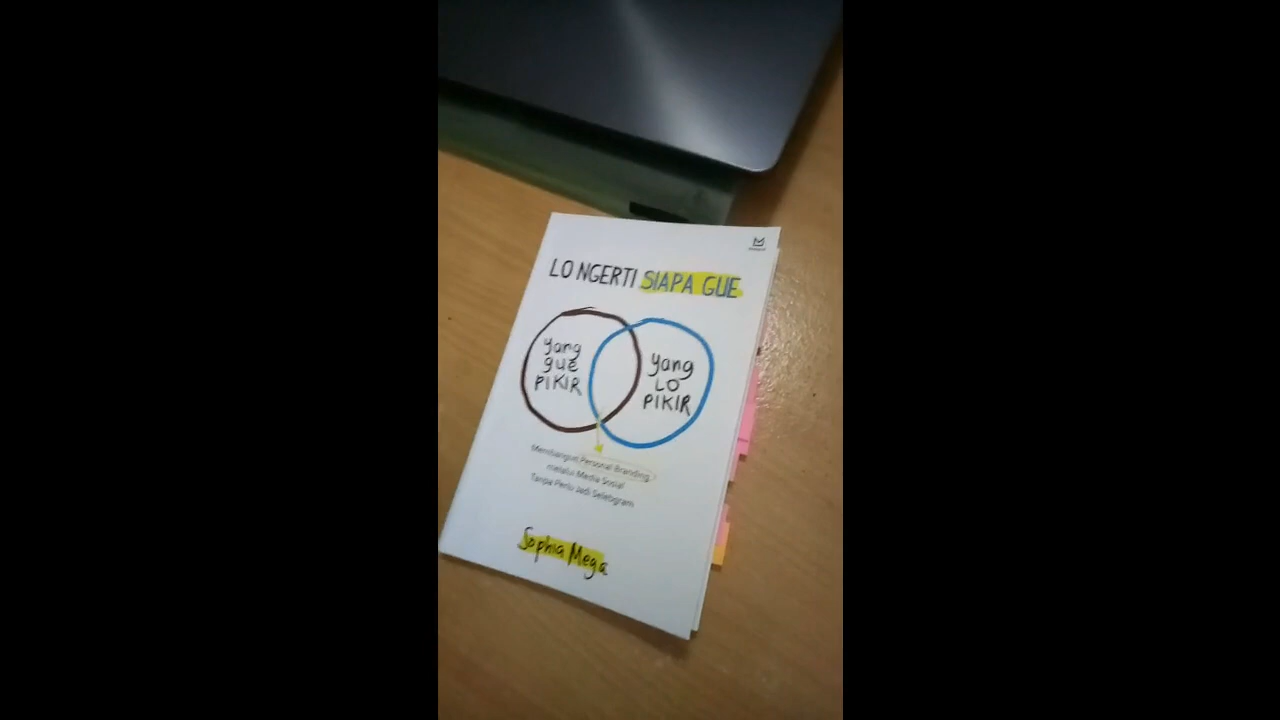 LO NGERTI SIAPA GUE
yang
gue
PIKIR
yang
LO
PIKIR
Membangun Personal Branding
melalui Media Sosial
Tanpa Perlu Jadi Selebgram
Sophia Mega